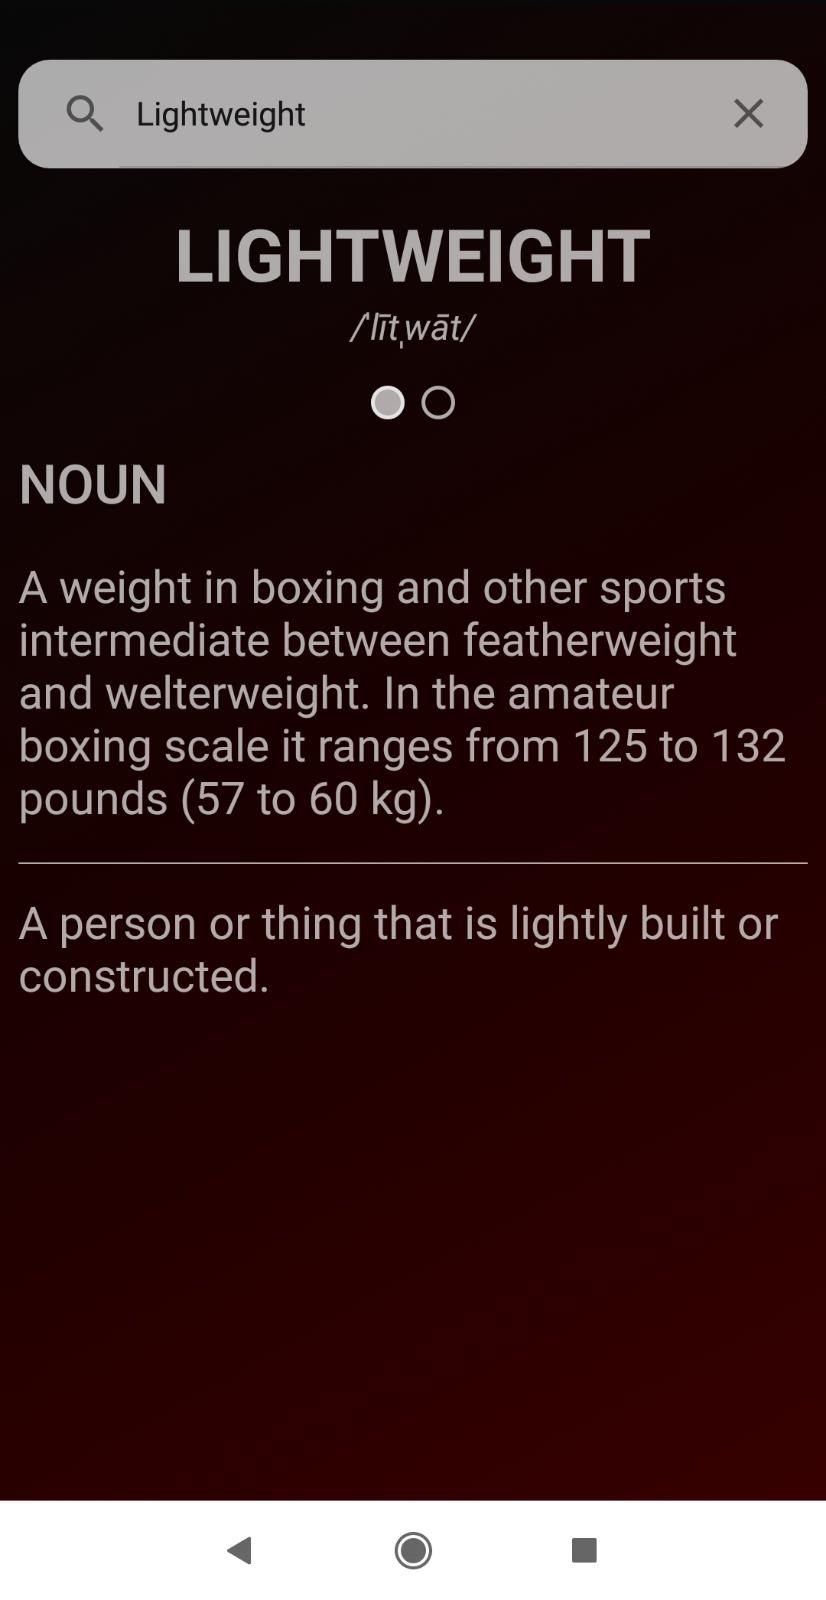 Lightweight
LIGHTWEIGHT
/ˈlītˌwāt/
NOUN
A weight in boxing and other sports
intermediate between featherweight
and welterweight. In the amateur
boxing scale it ranges from 125 to 132
pounds (57 to 60 kg).
A person or thing that is lightly built or
constructed.